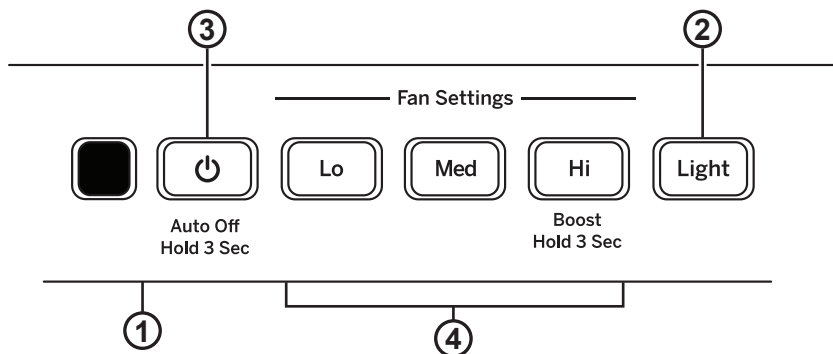 3 2
Fan Settings
Lo Med Hi Light
Auto Off Boost
Hold 3 Sec Hold 3 Sec
1 4